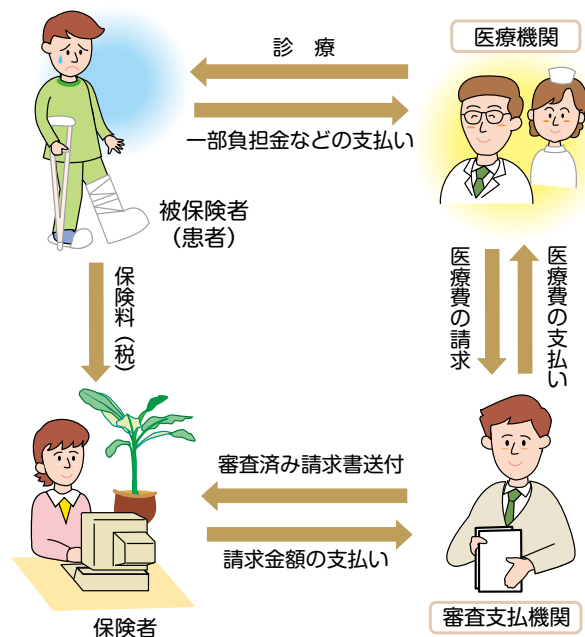 診　療
医療機関
一部負担金などの支払い
被保険者
（患者）
保険料（税）
医療費の請求
医療費の支払い
審査済み請求書送付
請求金額の支払い
保険者
審査支払機関